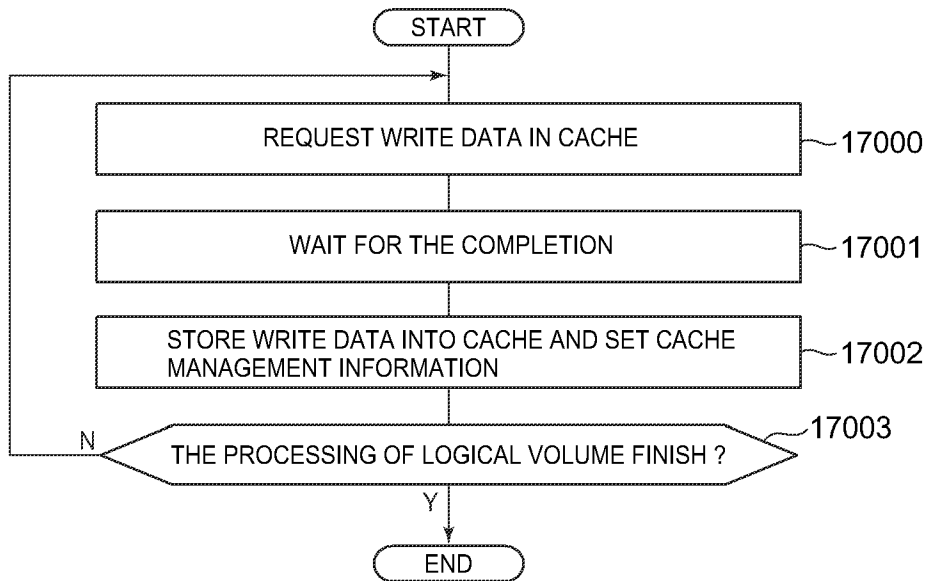 START
REQUEST WRITE DATA IN CACHE
17000
WAIT FOR THE COMPLETION
17001
STORE WRITE DATA INTO CACHE AND SET CACHE
MANAGEMENT INFORMATION
17002
17003
N
THE PROCESSING OF LOGICAL VOLUME FINISH ?
Y
END